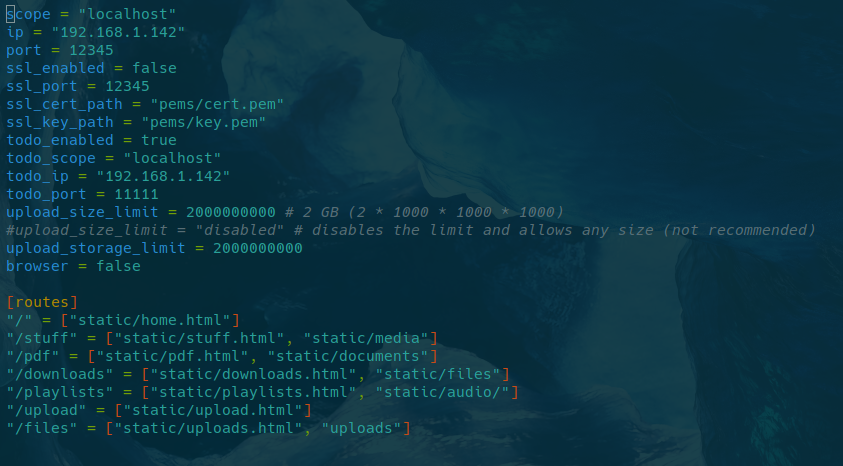 scope = "localhost"
ip = "192.168.1.142"
port = 12345
ssl_enabled = false
ssl_port = 12345
ssl_cert_path = "pems/cert.pem"
ssl_key_path = "pems/key.pem"
todo_enabled = true
todo_scope = "localhost"
todo_ip = "192.168.1.142"
todo_port = 11111
upload_size_limit = 2000000000 # 2 GB (2 * 1000 * 1000 * 1000)
#upload_size_limit = "disabled" # disables the limit and allows any size (not recommended)
upload_storage_limit = 2000000000
browser = false

[routes]
"/" = ["static/home.html"]
"/stuff" = ["static/stuff.html", "static/media"]
"/pdf" = ["static/pdf.html", "static/documents"]
"/downloads" = ["static/downloads.html", "static/files"]
"/playlists" = ["static/playlists.html", "static/audio/"]
"/upload" = ["static/upload.html"]
"/files" = ["static/uploads.html", "uploads"]